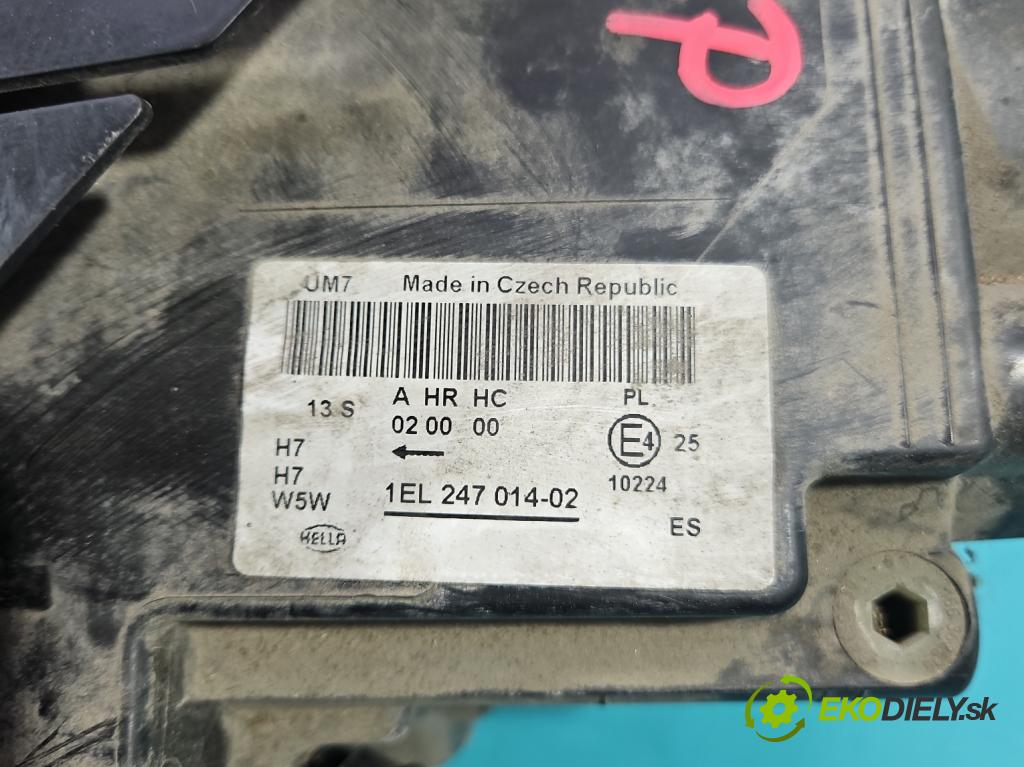 P
UM7 Made in Czech Republic
13 S A HR HC PL
02 00 00 E4 25
H7
H7 10224
W5W 1EL 247 014-02
HELLA ES
EKODIELY.sk